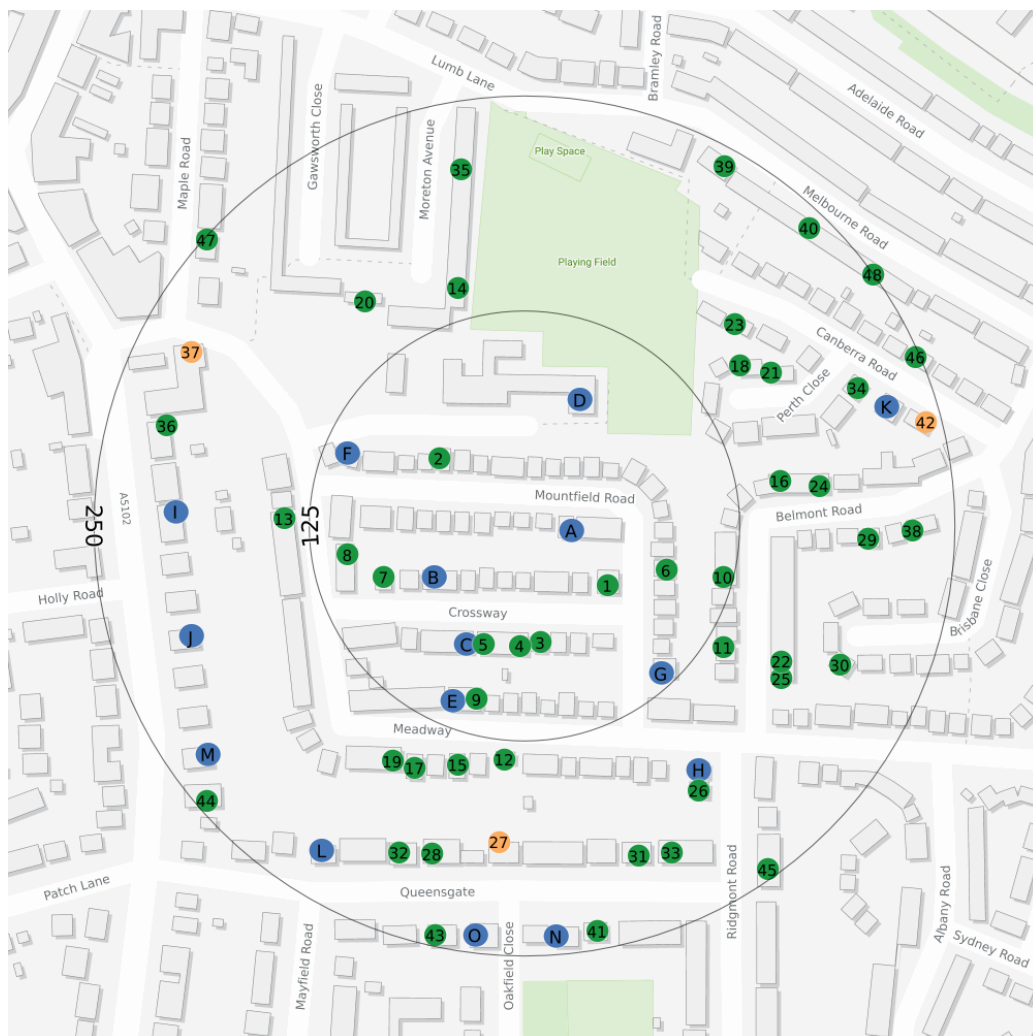 Bramley Road
Lumb Lane
Adelaide Road
Gawsworth Close
Maple Road
Moreton Avenue
Play Space
39
35
Melbourne Road
40
47
Playing Field
48
14
20
23
Canberra Road
37
46
18
21
Perth Close
34
D
K
36
42
F
2
16
24
A5102
Mountfield Road
I
Belmont Road
250
13
125
A
38
29
8
6
7
B
10
1
Holly Road
Crossway
Brisbane Close
J
C
5
4
3
11
22
30
G
25
E
9
Meadway
M
19
17
15
12
H
26
44
27
L
32
28
31
33
45
Patch Lane
Queensgate
Ridgmont Road
Albany Road
43
O
N
41
Mayfield Road
Oakfield Close
Sydney Road